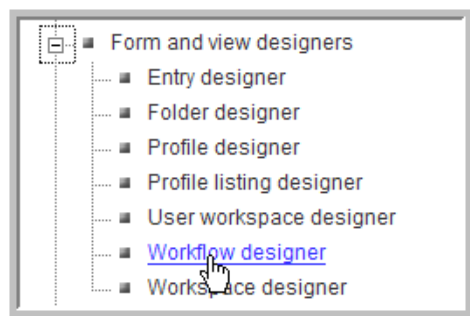 Form and view designers
Entry designer
Folder designer
Profile designer
Profile listing designer
User workspace designer
Workflow designer
Workspace designer